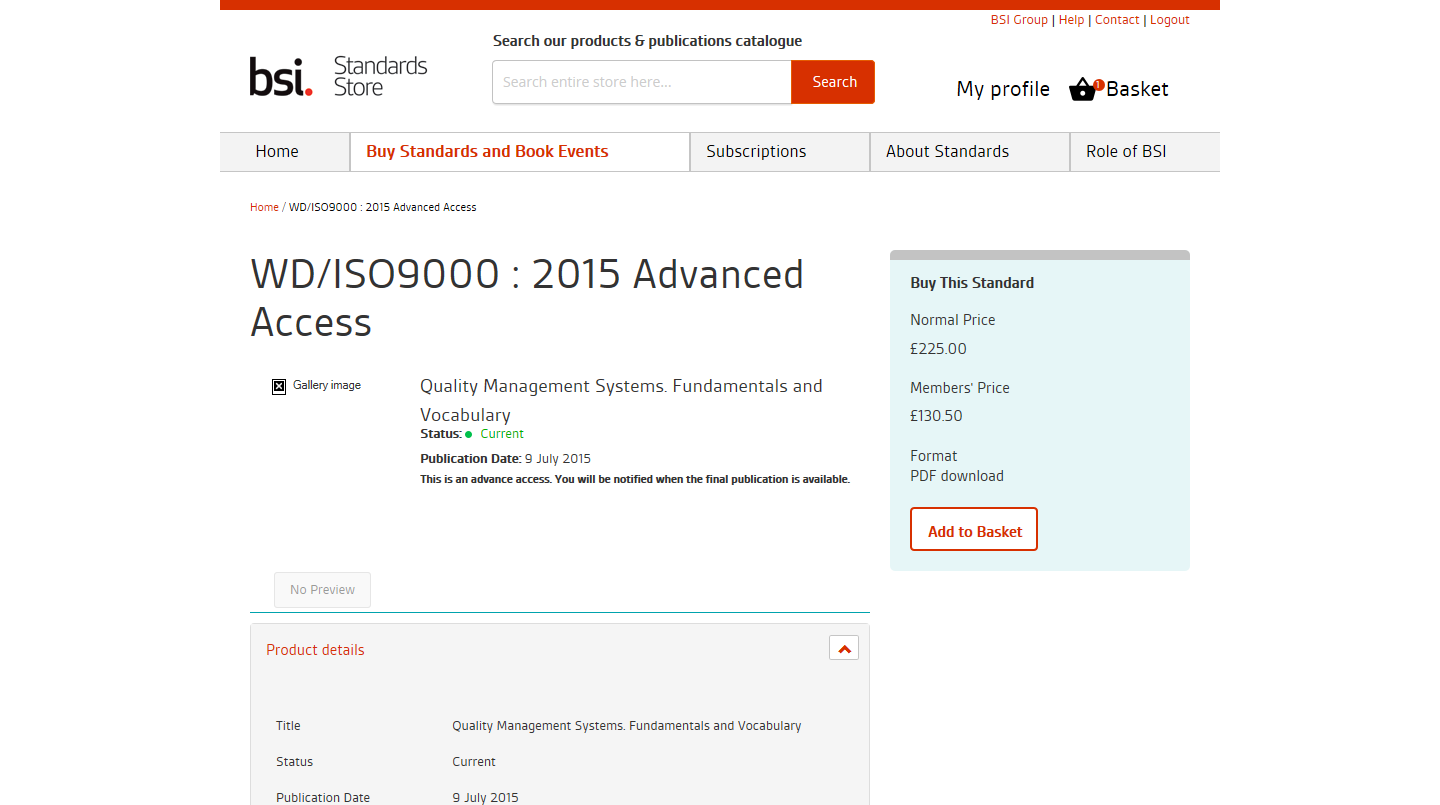 BSI Group | Help | Contact | Logout
Search our products & publications catalogue
bsi. Standards
Store
Search entire store here...
Search
My profile
1
Basket
Home
Buy Standards and Book Events
Subscriptions
About Standards
Role of BSI
Home / WD/ISO9000 : 2015 Advanced Access
WD/ISO9000 : 2015 Advanced
Access
Gallery image
Quality Management Systems. Fundamentals and
Vocabulary
Status: Current
Publication Date: 9 July 2015
This is an advance access. You will be notified when the final publication is available.
Buy This Standard
Normal Price
£225.00
Members' Price
£130.50
Format
PDF download
Add to Basket
No Preview
Product details
Title Quality Management Systems. Fundamentals and Vocabulary
Status Current
Publication Date 9 July 2015